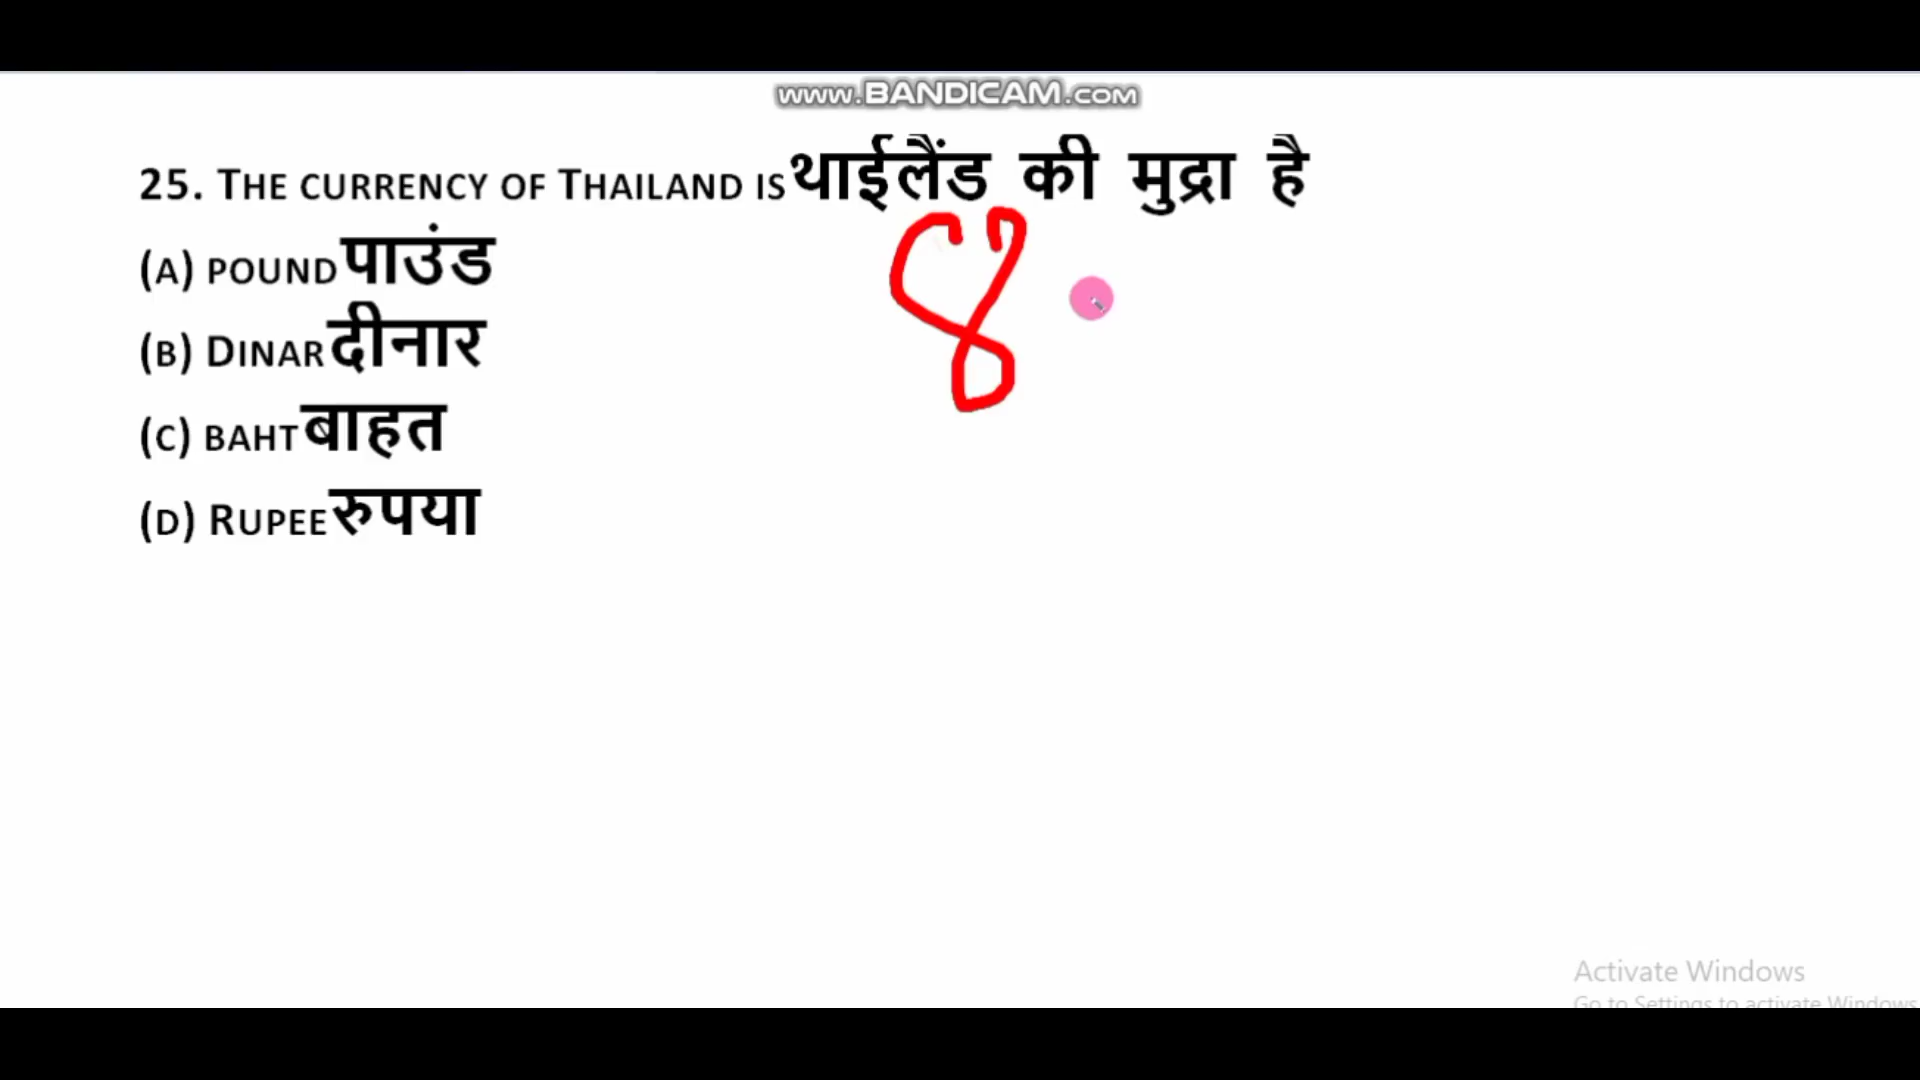 www.BANDICAM.com
25. The currency of Thailand is थाईलैंड की मुद्रा है
(a) pound पाउंड
(b) Dinar दीनार
(c) baht बाहत
(d) Rupee रुपया
8
Activate Windows
Go to Settings to activate Windows